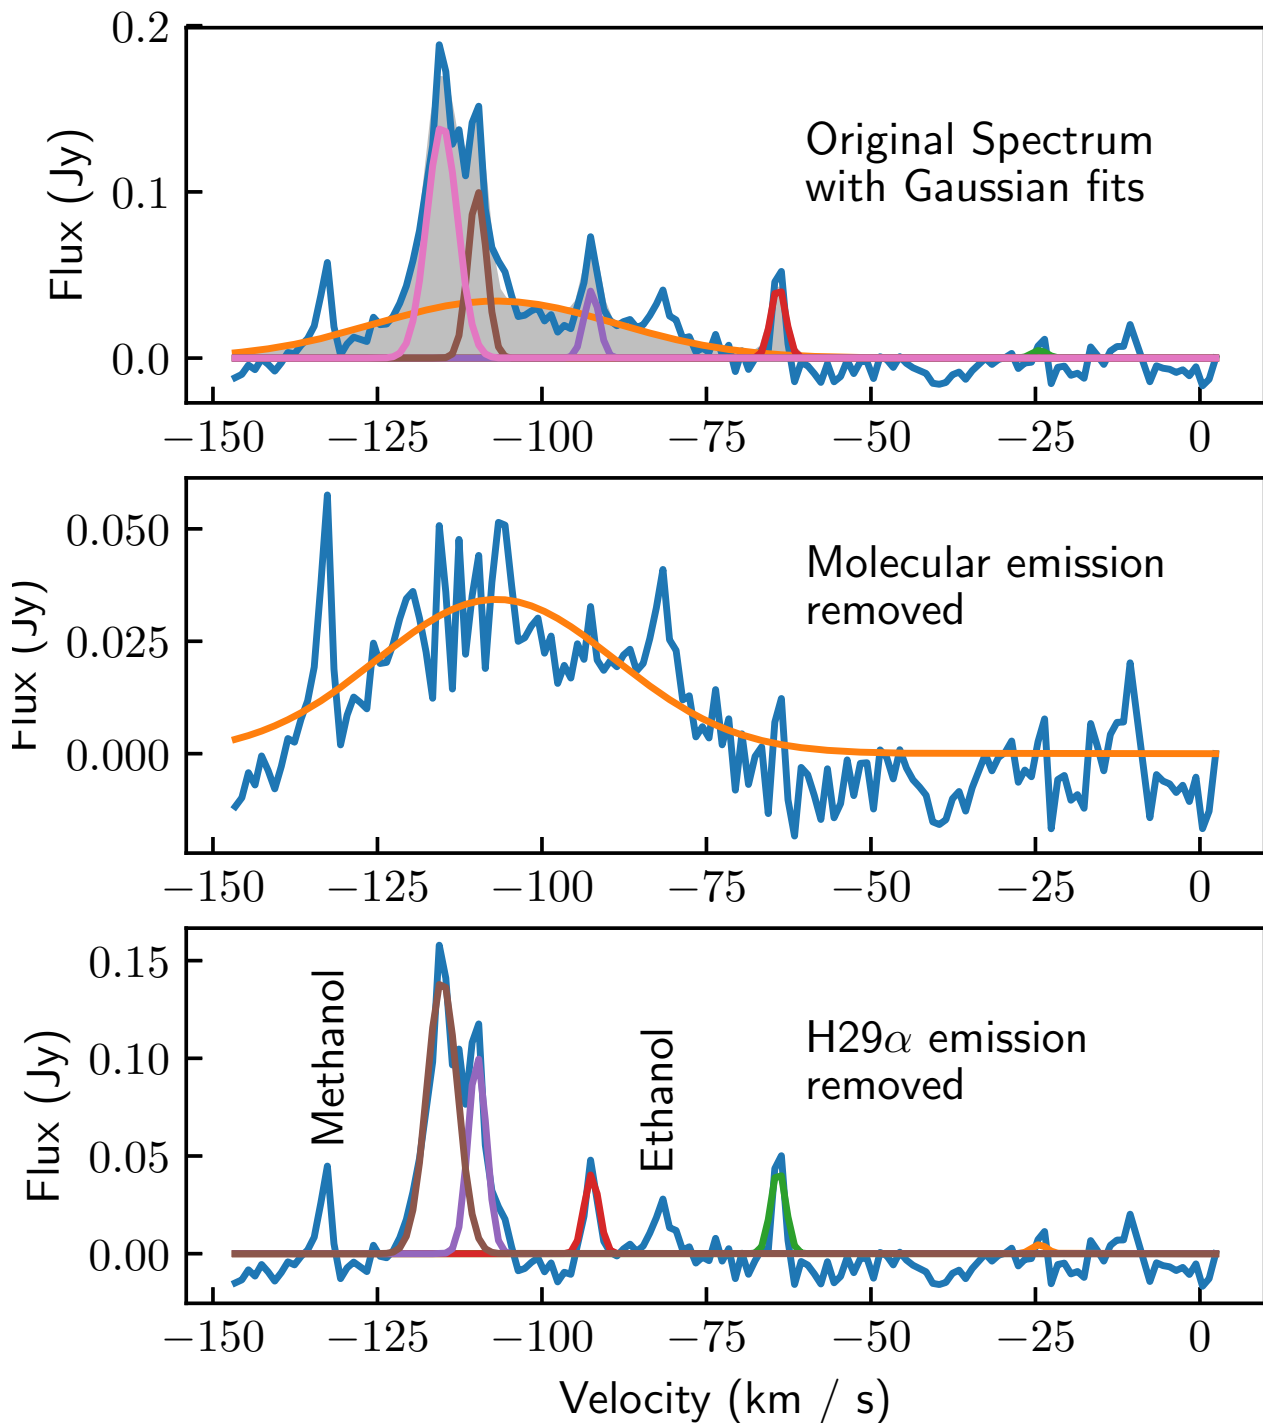 0.2
0.1
0.0
Flux (Jy)
Original Spectrum
with Gaussian fits
−150 −125 −100 −75 −50 −25 0
0.050
0.025
0.000
Flux (Jy)
Molecular emission
removed
−150 −125 −100 −75 −50 −25 0
0.15
0.10
0.05
0.00
Flux (Jy)
Methanol
Ethanol
H29α emission
removed
−150 −125 −100 −75 −50 −25 0
Velocity (km / s)